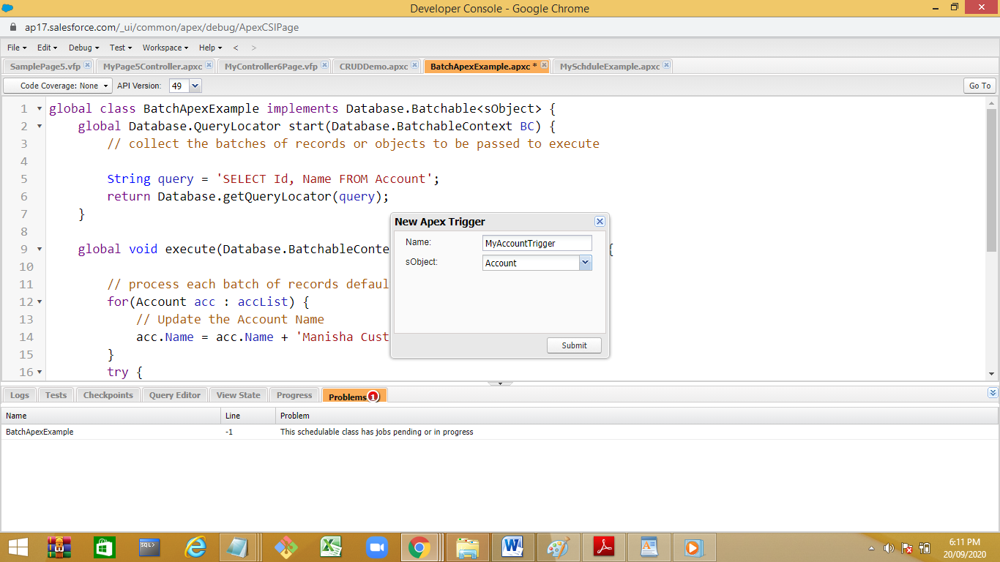 Developer Console - Google Chrome
ap17.salesforce.com/_ui/common/apex/debug/ApexCSIPage
File Edit Debug Test Workspace Help < >
SamplePage5.vfp MyPage5Controller.apxc MyController6Page.vfp CRUDDemo.apxc BatchApexExample.apxc * MySchduleExample.apxc
Code Coverage: None API Version: 49 Go To
1 global class BatchApexExample implements Database.Batchable<sObject> {
2 global Database.QueryLocator start(Database.BatchableContext BC) {
3 // collect the batches of records or objects to be passed to execute
4
5 String query = 'SELECT Id, Name FROM Account';
6 return Database.getQueryLocator(query);
7 }
8
9 global void execute(Database.BatchableConte {
10
11 // process each batch of records defaul
12 for(Account acc : accList) {
13 // Update the Account Name
14 acc.Name = acc.Name + 'Manisha Cust
15 }
16 try {
New Apex Trigger
Name: MyAccountTrigger
sObject: Account
Submit
Logs Tests Checkpoints Query Editor View State Progress Problems 1
Name Line Problem
BatchApexExample -1 This schedulable class has jobs pending or in progress
SQL>
6:11 PM
20/09/2020